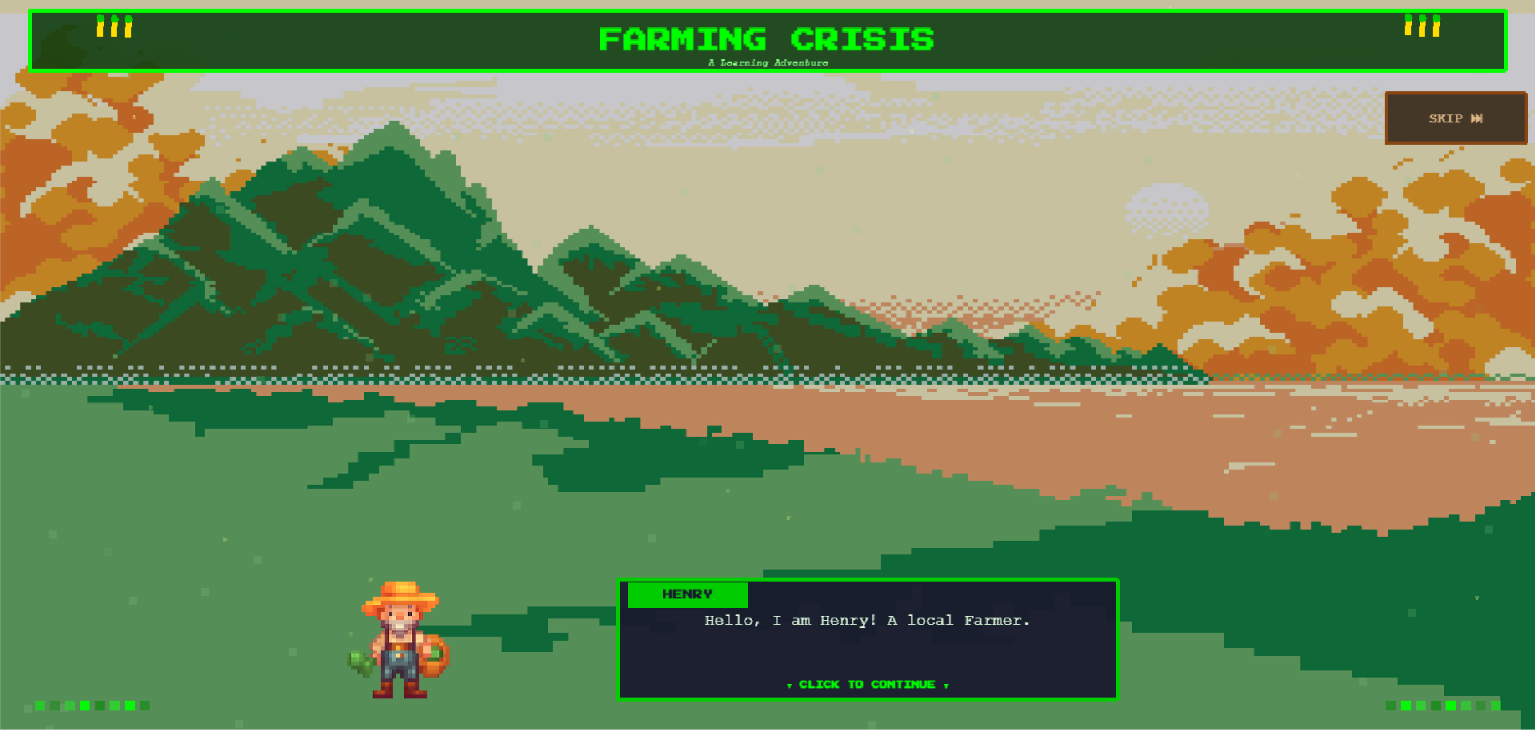 FARMING CRISIS
A Learning Adventure
SKIP ⏭
HENRY
Hello, I am Henry! A local Farmer.
▼ CLICK TO CONTINUE ▼